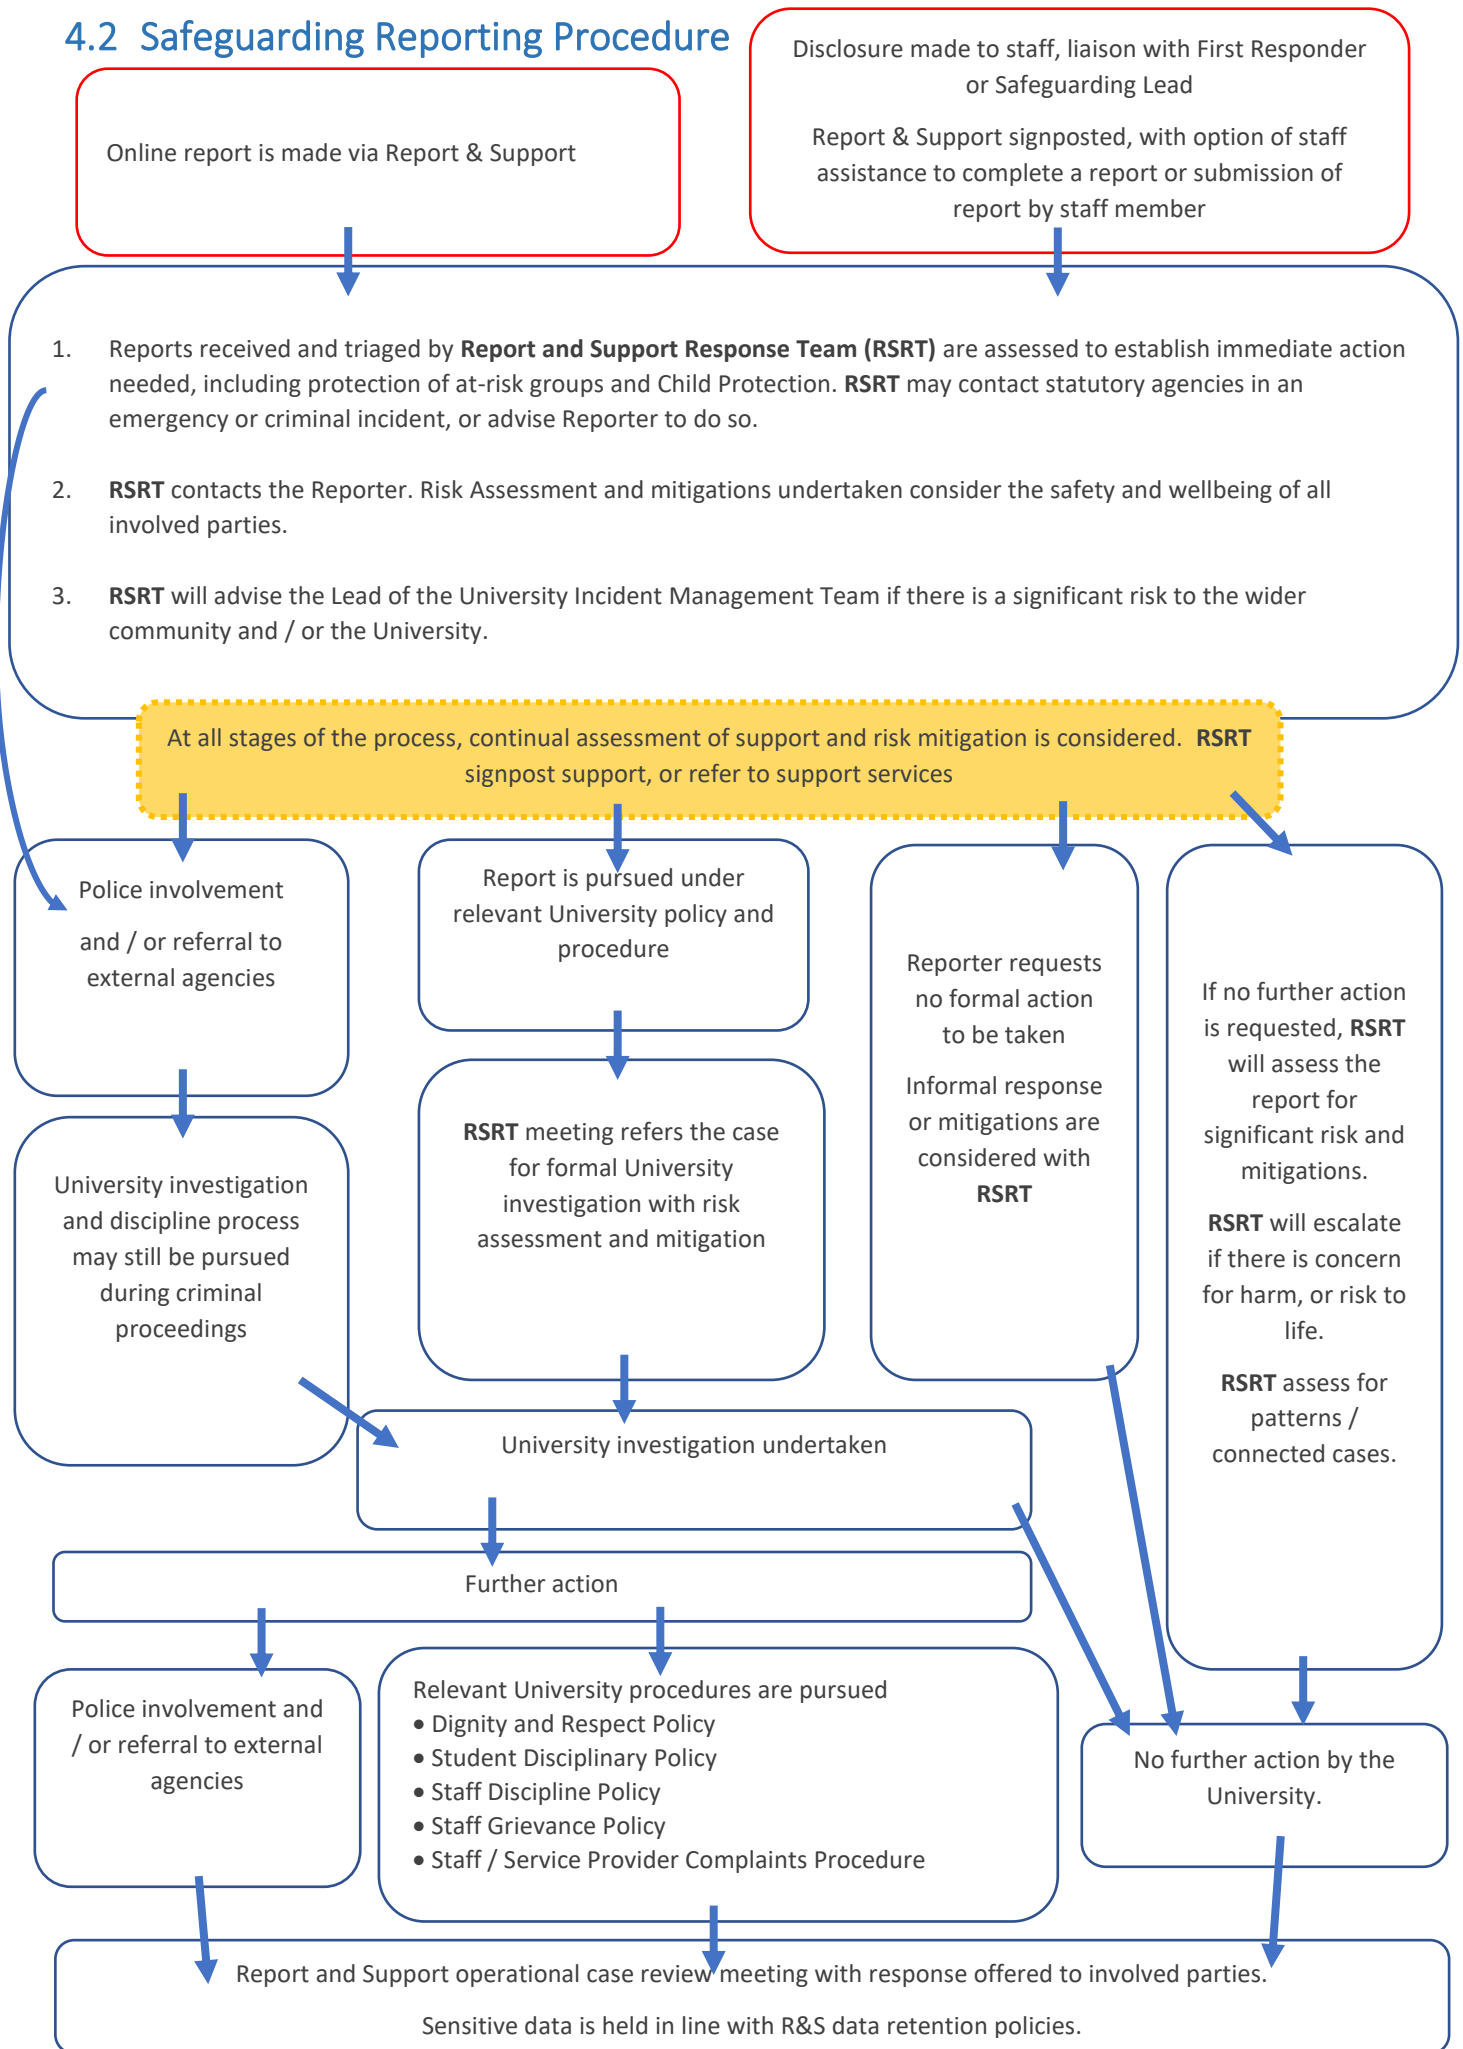 4.2 Safeguarding Reporting Procedure
Online report is made via Report & Support
Disclosure made to staff, liaison with First Responder
or Safeguarding Lead
Report & Support signposted, with option of staff
assistance to complete a report or submission of
report by staff member
1. Reports received and triaged by Report and Support Response Team (RSRT) are assessed to establish immediate action
needed, including protection of at-risk groups and Child Protection. RSRT may contact statutory agencies in an
emergency or criminal incident, or advise Reporter to do so.
2. RSRT contacts the Reporter. Risk Assessment and mitigations undertaken consider the safety and wellbeing of all
involved parties.
3. RSRT will advise the Lead of the University Incident Management Team if there is a significant risk to the wider
community and / or the University.
At all stages of the process, continual assessment of support and risk mitigation is considered. RSRT
signpost support, or refer to support services
Police involvement
and / or referral to
external agencies
University investigation
and discipline process
may still be pursued
during criminal
proceedings
Report is pursued under
relevant University policy and
procedure
RSRT meeting refers the case
for formal University
investigation with risk
assessment and mitigation
Reporter requests
no formal action
to be taken
Informal response
or mitigations are
considered with
RSRT
If no further action
is requested, RSRT
will assess the
report for
significant risk and
mitigations.
RSRT will escalate
if there is concern
for harm, or risk to
life.
RSRT assess for
patterns /
connected cases.
University investigation undertaken
Further action
Police involvement and
/ or referral to external
agencies
Relevant University procedures are pursued
• Dignity and Respect Policy
• Student Disciplinary Policy
• Staff Discipline Policy
• Staff Grievance Policy
• Staff / Service Provider Complaints Procedure
No further action by the
University.
Report and Support operational case review meeting with response offered to involved parties.
Sensitive data is held in line with R&S data retention policies.